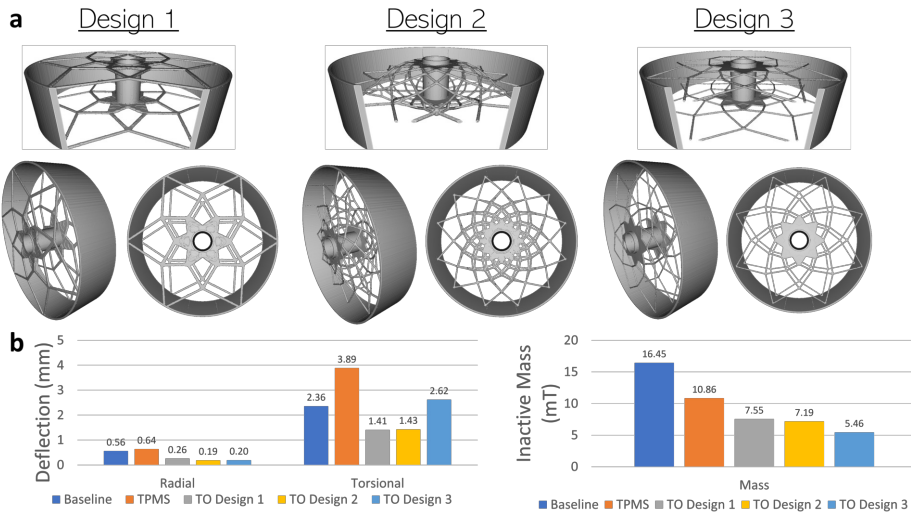 a
Design 1
Design 2
Design 3
b
Deflection (mm)
5
4
3
2
1
0
0.56
0.64
0.26
0.19
0.20
2.36
3.89
1.41
1.43
2.62
Radial
Torsional
Baseline
TPMS
TO Design 1
TO Design 2
TO Design 3
Inactive Mass
(mT)
20
15
10
5
0
16.45
10.86
7.55
7.19
5.46
Mass
Baseline
TPMS
TO Design 1
TO Design 2
TO Design 3